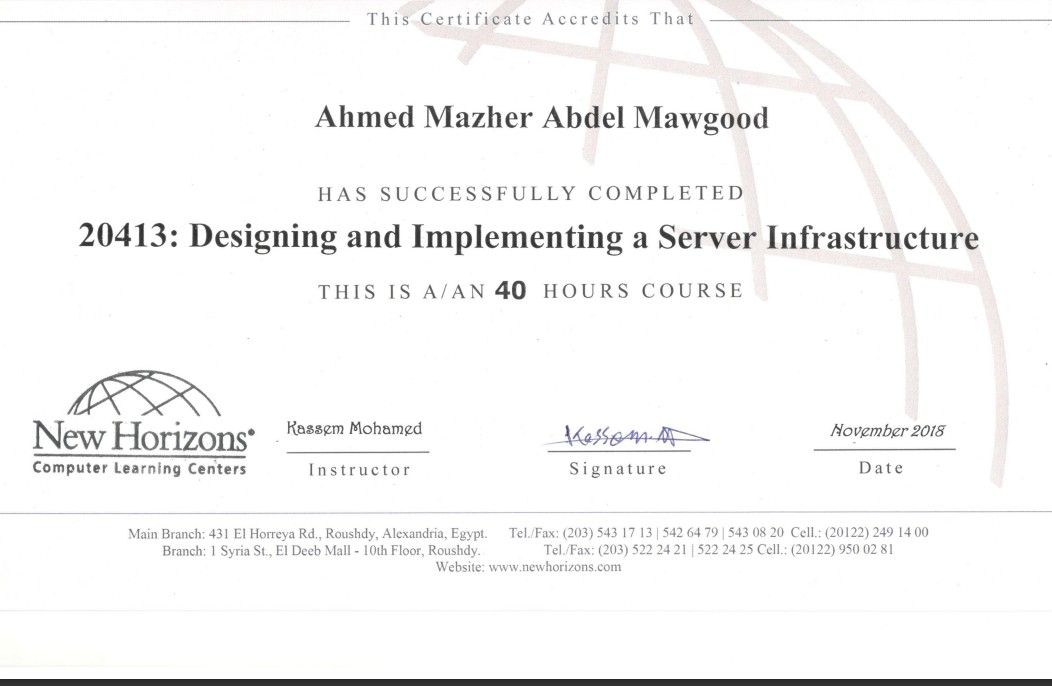 This Certificate Accredits That
Ahmed Mazher Abdel Mawgood
HAS SUCCESSFULLY COMPLETED
20413: Designing and Implementing a Server Infrastructure
THIS IS A/AN 40 HOURS COURSE
New Horizons
Computer Learning Centers
Kassem Mohamed
Instructor
Kassem.M
Signature
November 2018
Date
Main Branch: 431 El Horreya Rd., Roushdy, Alexandria, Egypt. Tel./Fax: (203) 543 17 13 | 542 64 79 | 543 08 20 Cell.: (20122) 249 14 00
Branch: 1 Syria St., El Deeb Mall - 10th Floor, Roushdy. Tel./Fax: (203) 522 24 21 | 522 24 25 Cell.: (20122) 950 02 81
Website: www.newhorizons.com